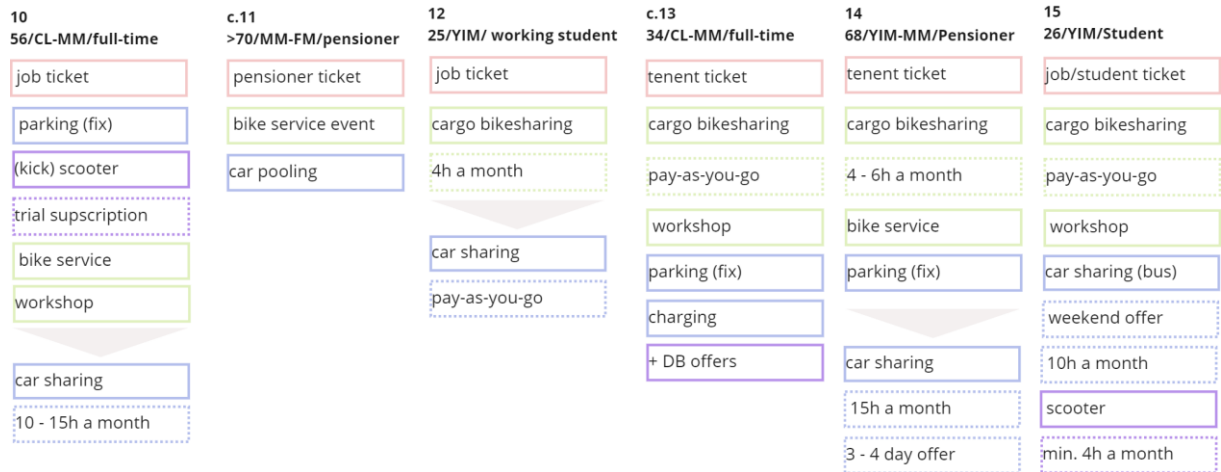 10
56/CL-MM/full-time
job ticket
parking (fix)
(kick) scooter
trial supscription
bike service
workshop
car sharing
10 - 15h a month
c.11
>70/MM-FM/pensioner
pensioner ticket
bike service event
car pooling
12
25/YIM/ working student
job ticket
cargo bikesharing
4h a month
car sharing
pay-as-you-go
c.13
34/CL-MM/full-time
tenent ticket
cargo bikesharing
pay-as-you-go
workshop
parking (fix)
charging
+ DB offers
14
68/YIM-MM/Pensioner
tenent ticket
cargo bikesharing
4 - 6h a month
bike service
parking (fix)
car sharing
15h a month
3 - 4 day offer
15
26/YIM/Student
job/student ticket
cargo bikesharing
pay-as-you-go
workshop
car sharing (bus)
weekend offer
10h a month
scooter
min. 4h a month